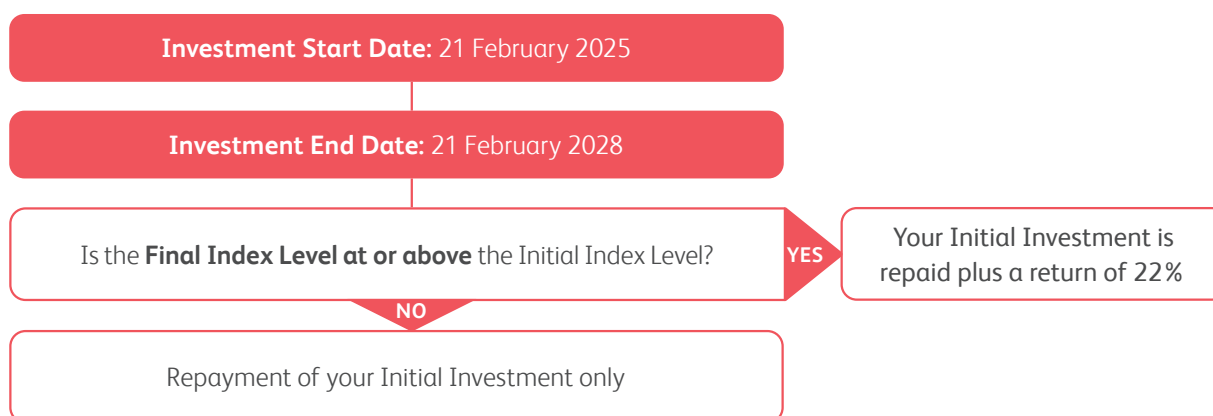 Investment Start Date: 21 February 2025
Investment End Date: 21 February 2028
Is the Final Index Level at or above the Initial Index Level?
YES
Your Initial Investment is
repaid plus a return of 22%
NO
Repayment of your Initial Investment only